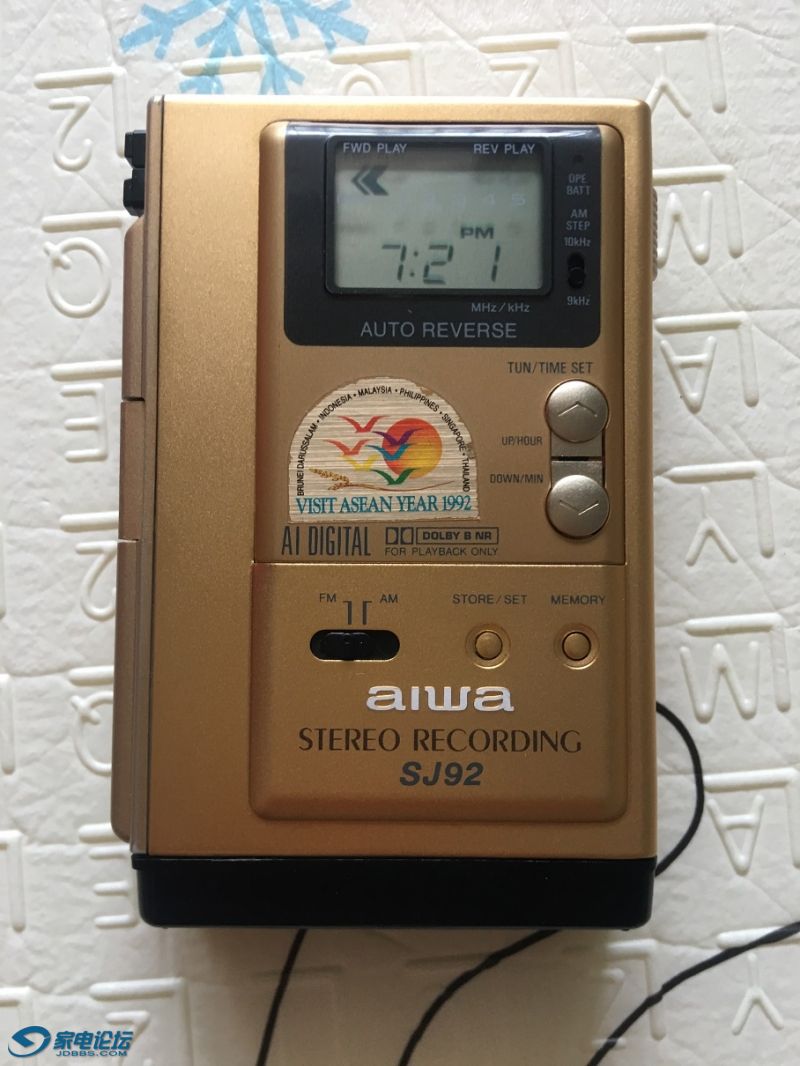 FWD PLAY REV PLAY
OPE
BATT
AM
STEP
10kHz
PM
7:27
9kHz
MHz/kHz
AUTO REVERSE
TUN/TIME SET
BRUNEI DARUSSALAM • INDONESIA • MALAYSIA • PHILIPPINES • SINGAPORE • THAILAND
UP/HOUR
DOWN/MIN
VISIT ASEAN YEAR 1992
AI DIGITAL DOLBY B NR
FOR PLAYBACK ONLY
FM AM STORE/SET MEMORY
aiwa
STEREO RECORDING
SJ92
家电论坛
JDBBS.COM